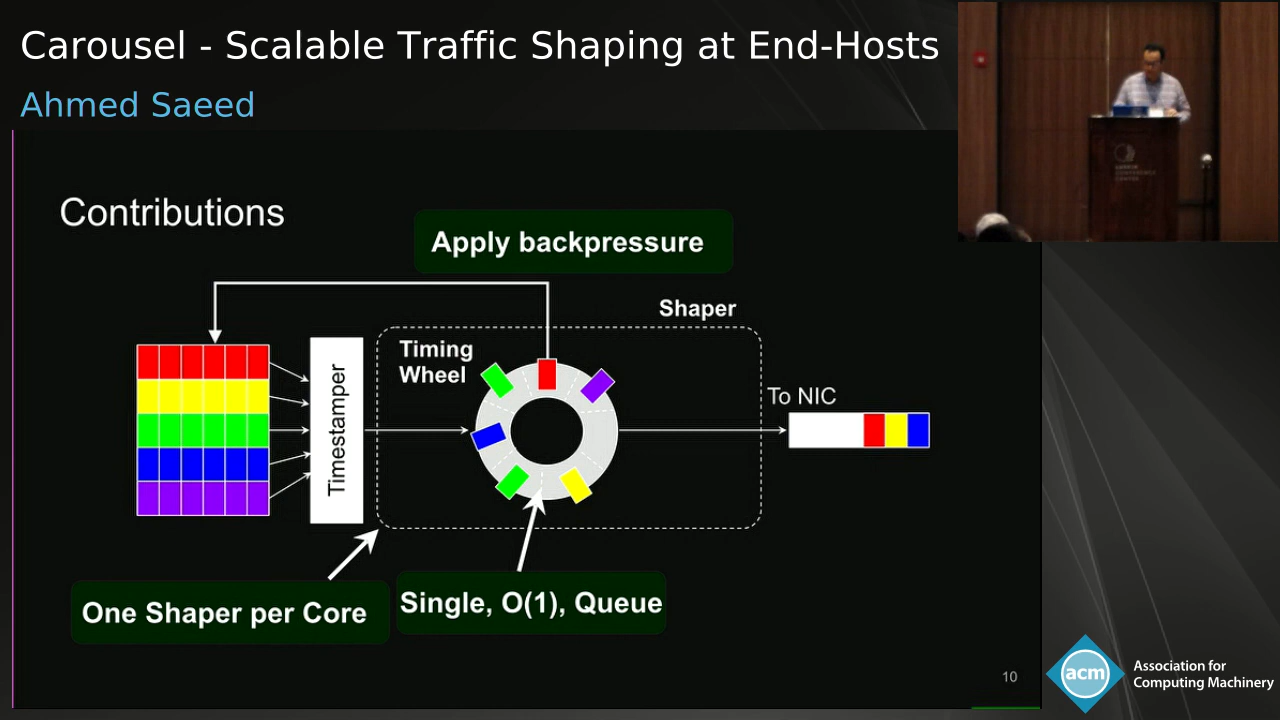 Carousel - Scalable Traffic Shaping at End-Hosts
Ahmed Saeed
Contributions
Apply backpressure
Shaper
Timing
Wheel
Timestamper
To NIC
One Shaper per Core
Single, O(1), Queue
10
acm
Association for
Computing Machinery